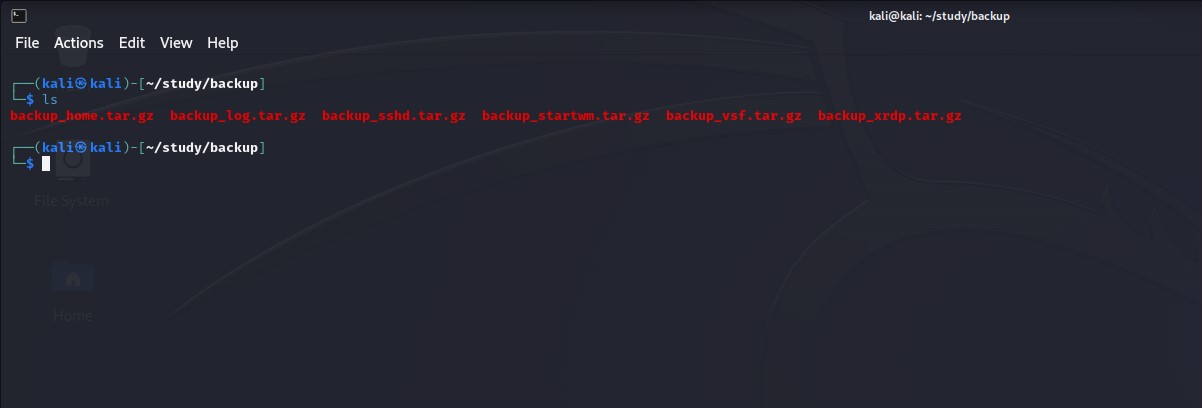 kali@kali: ~/study/backup
File Actions Edit View Help
┌──(kali㉿kali)-[~/study/backup]
└─$ ls
backup_home.tar.gz backup_log.tar.gz backup_sshd.tar.gz backup_startwm.tar.gz backup_vsf.tar.gz backup_xrdp.tar.gz
┌──(kali㉿kali)-[~/study/backup]
└─$
File System
Home